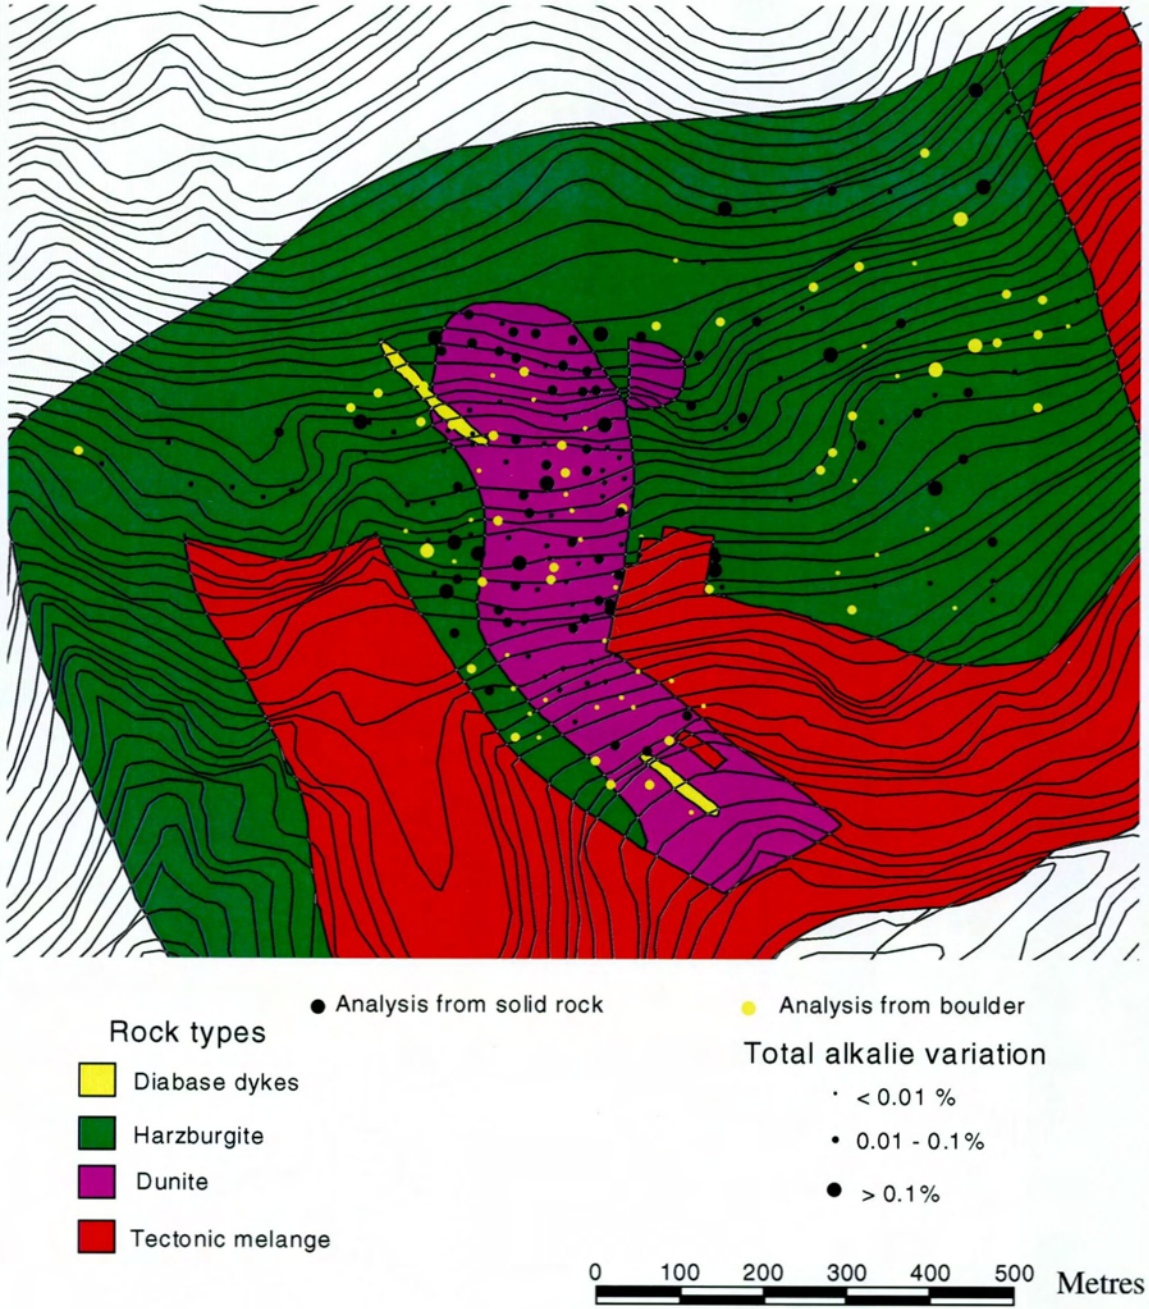 Analysis from solid rock
Analysis from boulder
Rock types
Total alkalie variation
Diabase dykes
< 0.01 %
Harzburgite
0.01 - 0.1%
Dunite
> 0.1%
Tectonic melange
0 100 200 300 400 500 Metres